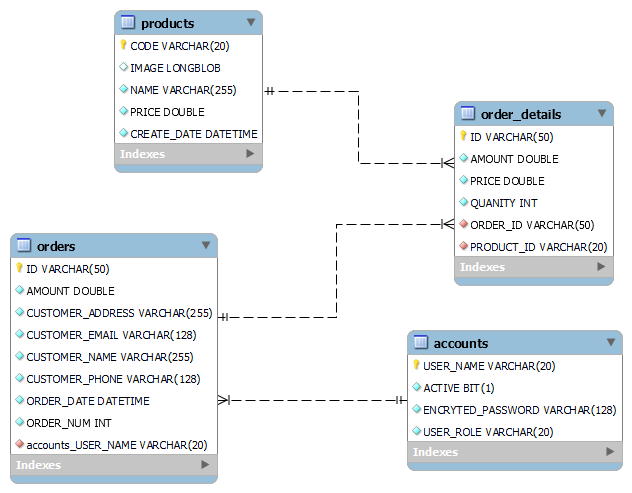 products
CODE VARCHAR(20)
IMAGE LONGBLOB
NAME VARCHAR(255)
PRICE DOUBLE
CREATE_DATE DATETIME
Indexes
order_details
ID VARCHAR(50)
AMOUNT DOUBLE
PRICE DOUBLE
QUANITY INT
ORDER_ID VARCHAR(50)
PRODUCT_ID VARCHAR(20)
Indexes
orders
ID VARCHAR(50)
AMOUNT DOUBLE
CUSTOMER_ADDRESS VARCHAR(255)
CUSTOMER_EMAIL VARCHAR(128)
CUSTOMER_NAME VARCHAR(255)
CUSTOMER_PHONE VARCHAR(128)
ORDER_DATE DATETIME
ORDER_NUM INT
accounts_USER_NAME VARCHAR(20)
Indexes
accounts
USER_NAME VARCHAR(20)
ACTIVE BIT(1)
ENCRYTED_PASSWORD VARCHAR(128)
USER_ROLE VARCHAR(20)
Indexes